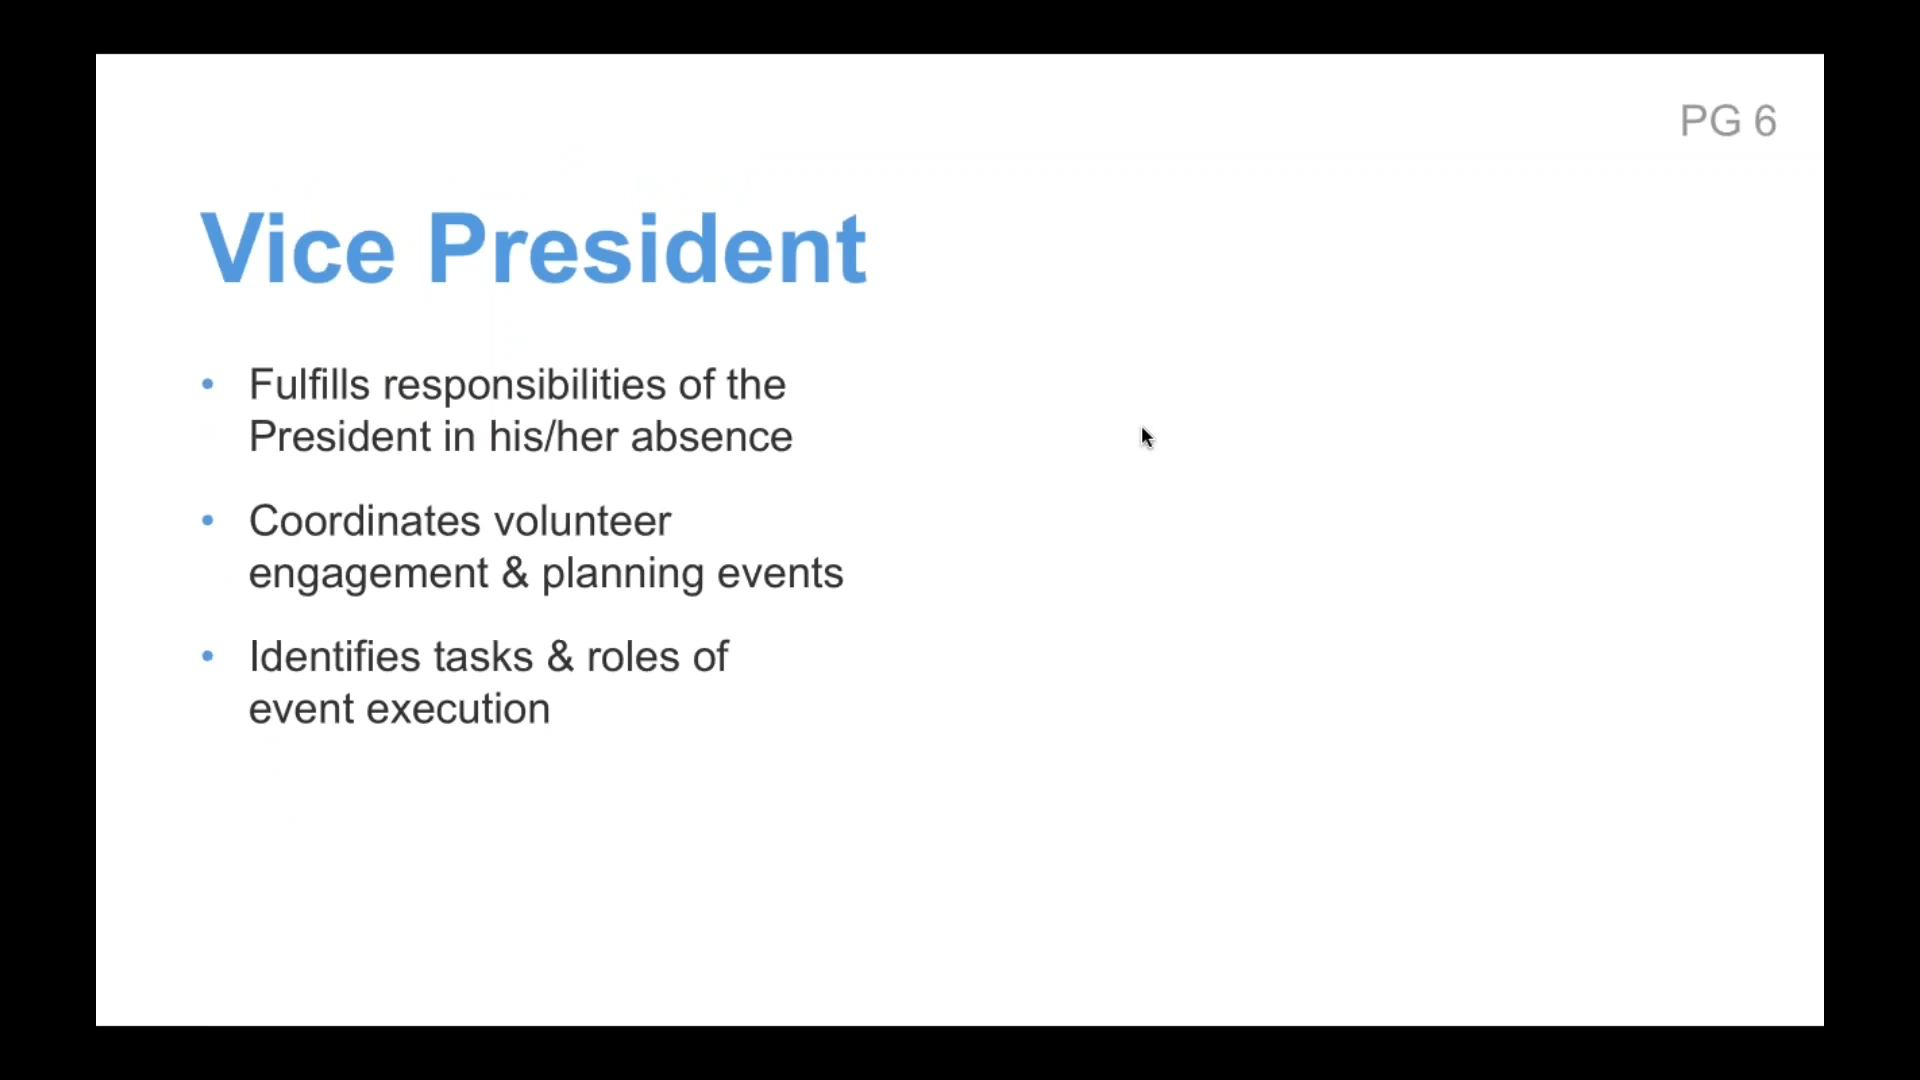 PG 6
Vice President
• Fulfills responsibilities of the
President in his/her absence
• Coordinates volunteer
engagement & planning events
• Identifies tasks & roles of
event execution